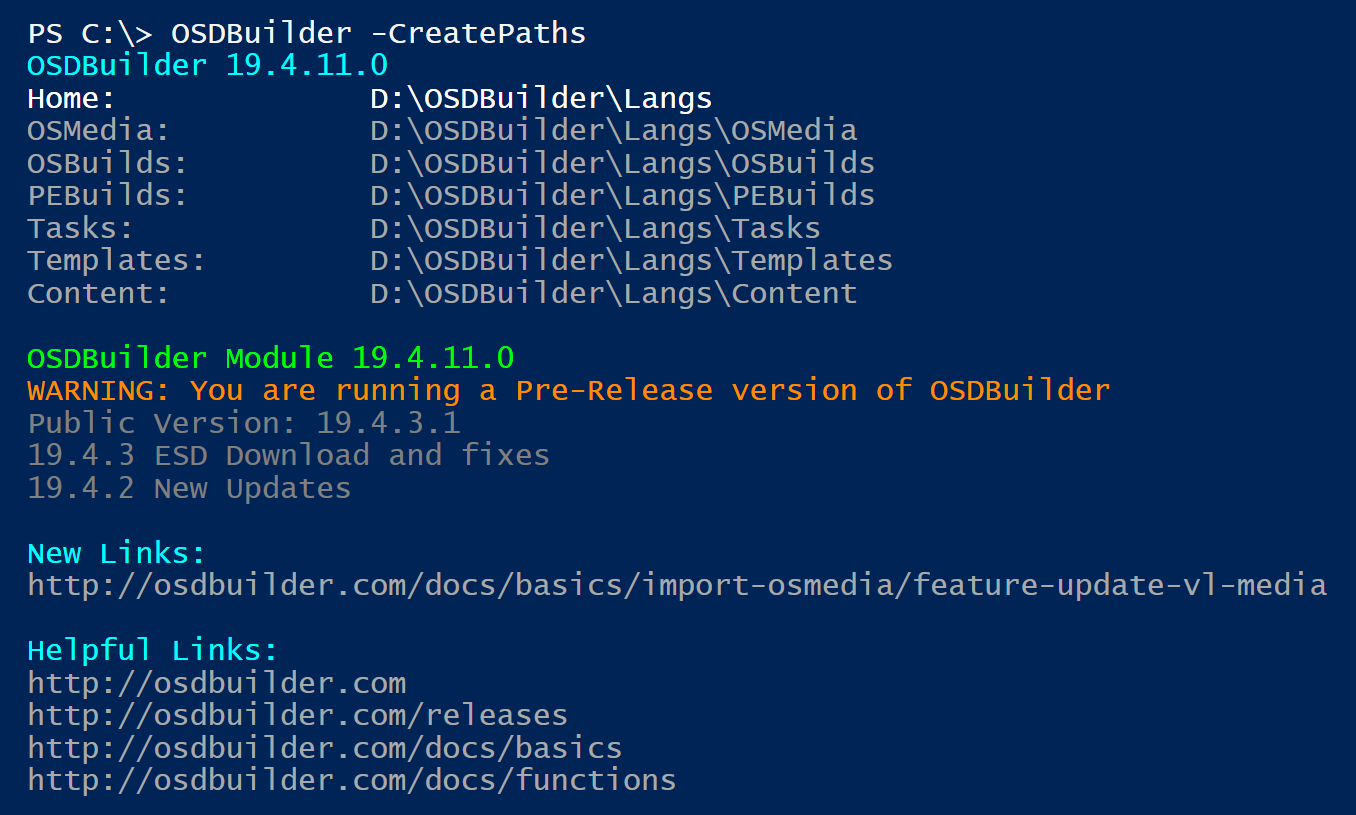 PS C:\> OSDBuilder -CreatePaths
OSDBuilder 19.4.11.0
Home: D:\OSDBuilder\Langs
OSMedia: D:\OSDBuilder\Langs\OSMedia
OSBuilds: D:\OSDBuilder\Langs\OSBuilds
PEBuilds: D:\OSDBuilder\Langs\PEBuilds
Tasks: D:\OSDBuilder\Langs\Tasks
Templates: D:\OSDBuilder\Langs\Templates
Content: D:\OSDBuilder\Langs\Content
OSDBuilder Module 19.4.11.0
WARNING: You are running a Pre-Release version of OSDBuilder
Public Version: 19.4.3.1
19.4.3 ESD Download and fixes
19.4.2 New Updates
New Links:
http://osdbuilder.com/docs/basics/import-osmedia/feature-update-vl-media
Helpful Links:
http://osdbuilder.com
http://osdbuilder.com/releases
http://osdbuilder.com/docs/basics
http://osdbuilder.com/docs/functions